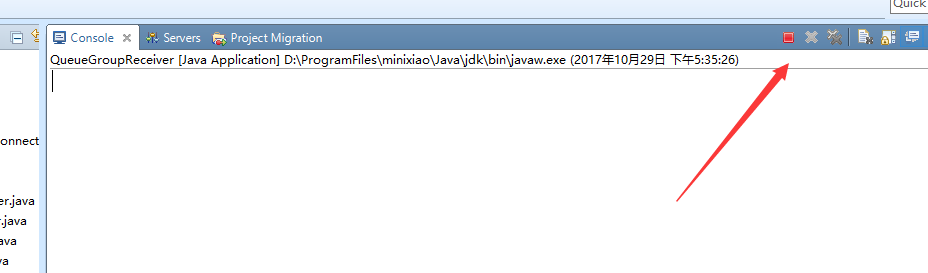 Quick
Console Servers Project Migration
QueueGroupReceiver [Java Application] D:\ProgramFiles\minixiao\Java\jdk\bin\javaw.exe (2017年10月29日 下午5:35:26)
onnect
er.java
r.java
ava
va